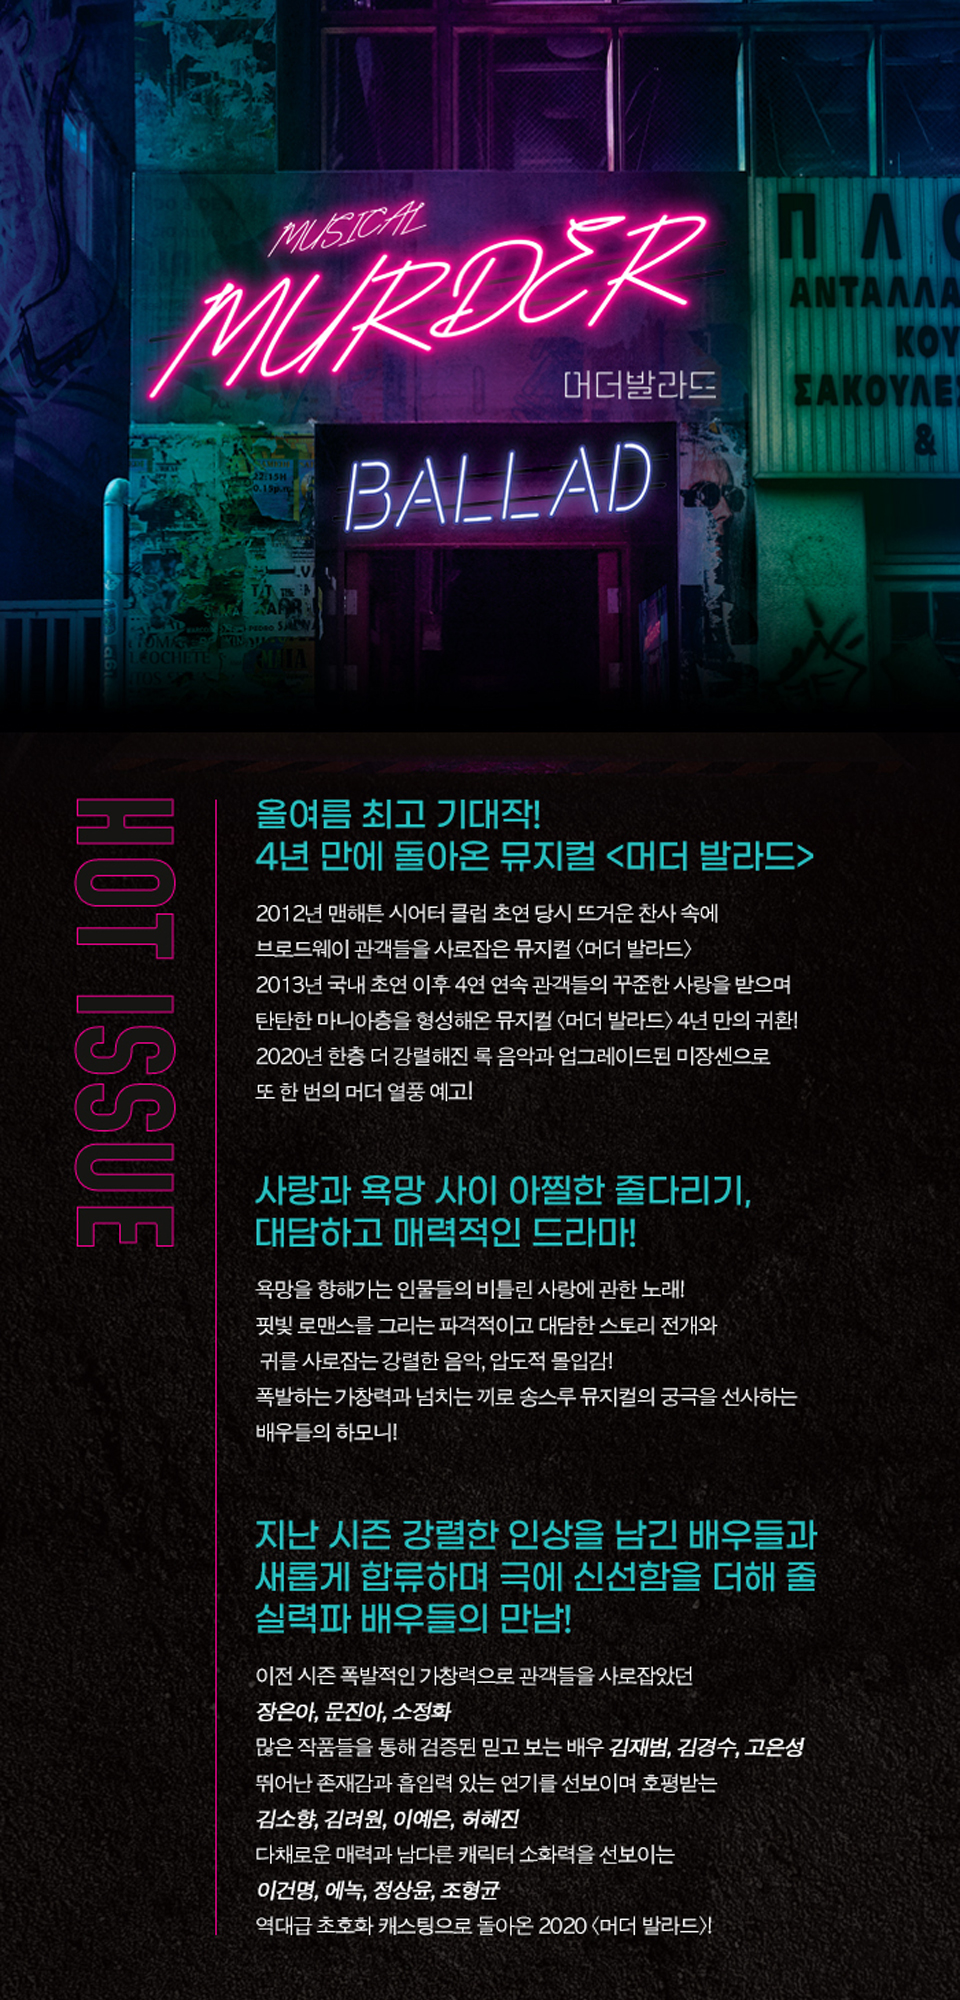 MUSICAL
MURDER
머더발라드
BALLAD
ΠΛΟ
ΑΝΤΑΛΛΑ
ΚΟΥ
ΣΑΚΟΥΛΕΣ
&
HOT ISSUE
올여름 최고 기대작!
4년 만에 돌아온 뮤지컬 <머더 발라드>
2012년 맨해튼 시어터 클럽 초연 당시 뜨거운 찬사 속에
브로드웨이 관객들을 사로잡은 뮤지컬 <머더 발라드>
2013년 국내 초연 이후 4연 연속 관객들의 꾸준한 사랑을 받으며
탄탄한 마니아층을 형성해온 뮤지컬 <머더 발라드> 4년 만의 귀환!
2020년 한층 더 강렬해진 록 음악과 업그레이드된 미장센으로
또 한 번의 머더 열풍 예고!
사랑과 욕망 사이 아찔한 줄다리기,
대담하고 매력적인 드라마!
욕망을 향해가는 인물들의 비틀린 사랑에 관한 노래!
핏빛 로맨스를 그리는 파격적이고 대담한 스토리 전개와
귀를 사로잡는 강렬한 음악, 압도적 몰입감!
폭발하는 가창력과 넘치는 끼로 송스루 뮤지컬의 궁극을 선사하는
배우들의 하모니!
지난 시즌 강렬한 인상을 남긴 배우들과
새롭게 합류하며 극에 신선함을 더해 줄
실력파 배우들의 만남!
이전 시즌 폭발적인 가창력으로 관객들을 사로잡았던
장은아, 문진아, 소정화
많은 작품들을 통해 검증된 믿고 보는 배우 김재범, 김경수, 고은성
뛰어난 존재감과 흡입력 있는 연기를 선보이며 호평받는
김소향, 김려원, 이예은, 허혜진
다채로운 매력과 남다른 캐릭터 소화력을 선보이는
이건명, 에녹, 정상윤, 조형균
역대급 초호화 캐스팅으로 돌아온 2020 <머더 발라드>!